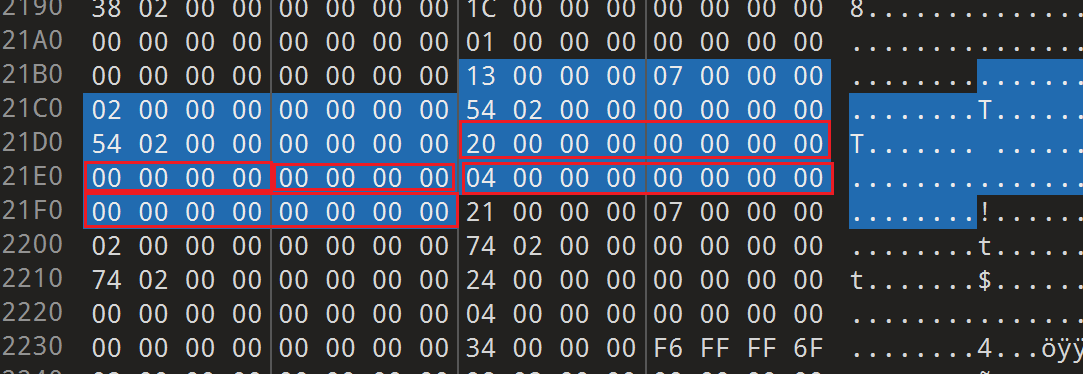 2190 38 02 00 00 00 00 00 00 1C 00 00 00 00 00 00 00 8...............
21A0 00 00 00 00 00 00 00 00 01 00 00 00 00 00 00 00 ................
21B0 00 00 00 00 00 00 00 00 13 00 00 00 07 00 00 00 ................
21C0 02 00 00 00 00 00 00 00 54 02 00 00 00 00 00 00 ........T.......
21D0 54 02 00 00 00 00 00 00 20 00 00 00 00 00 00 00 T....... .......
21E0 00 00 00 00 00 00 00 00 04 00 00 00 00 00 00 00 ................
21F0 00 00 00 00 00 00 00 00 21 00 00 00 07 00 00 00 ........!.......
2200 02 00 00 00 00 00 00 00 74 02 00 00 00 00 00 00 ........t.......
2210 74 02 00 00 00 00 00 00 24 00 00 00 00 00 00 00 t.......$.......
2220 00 00 00 00 00 00 00 00 04 00 00 00 00 00 00 00 ................
2230 00 00 00 00 00 00 00 00 34 00 00 00 F6 FF FF 6F ........4...öÿÿ